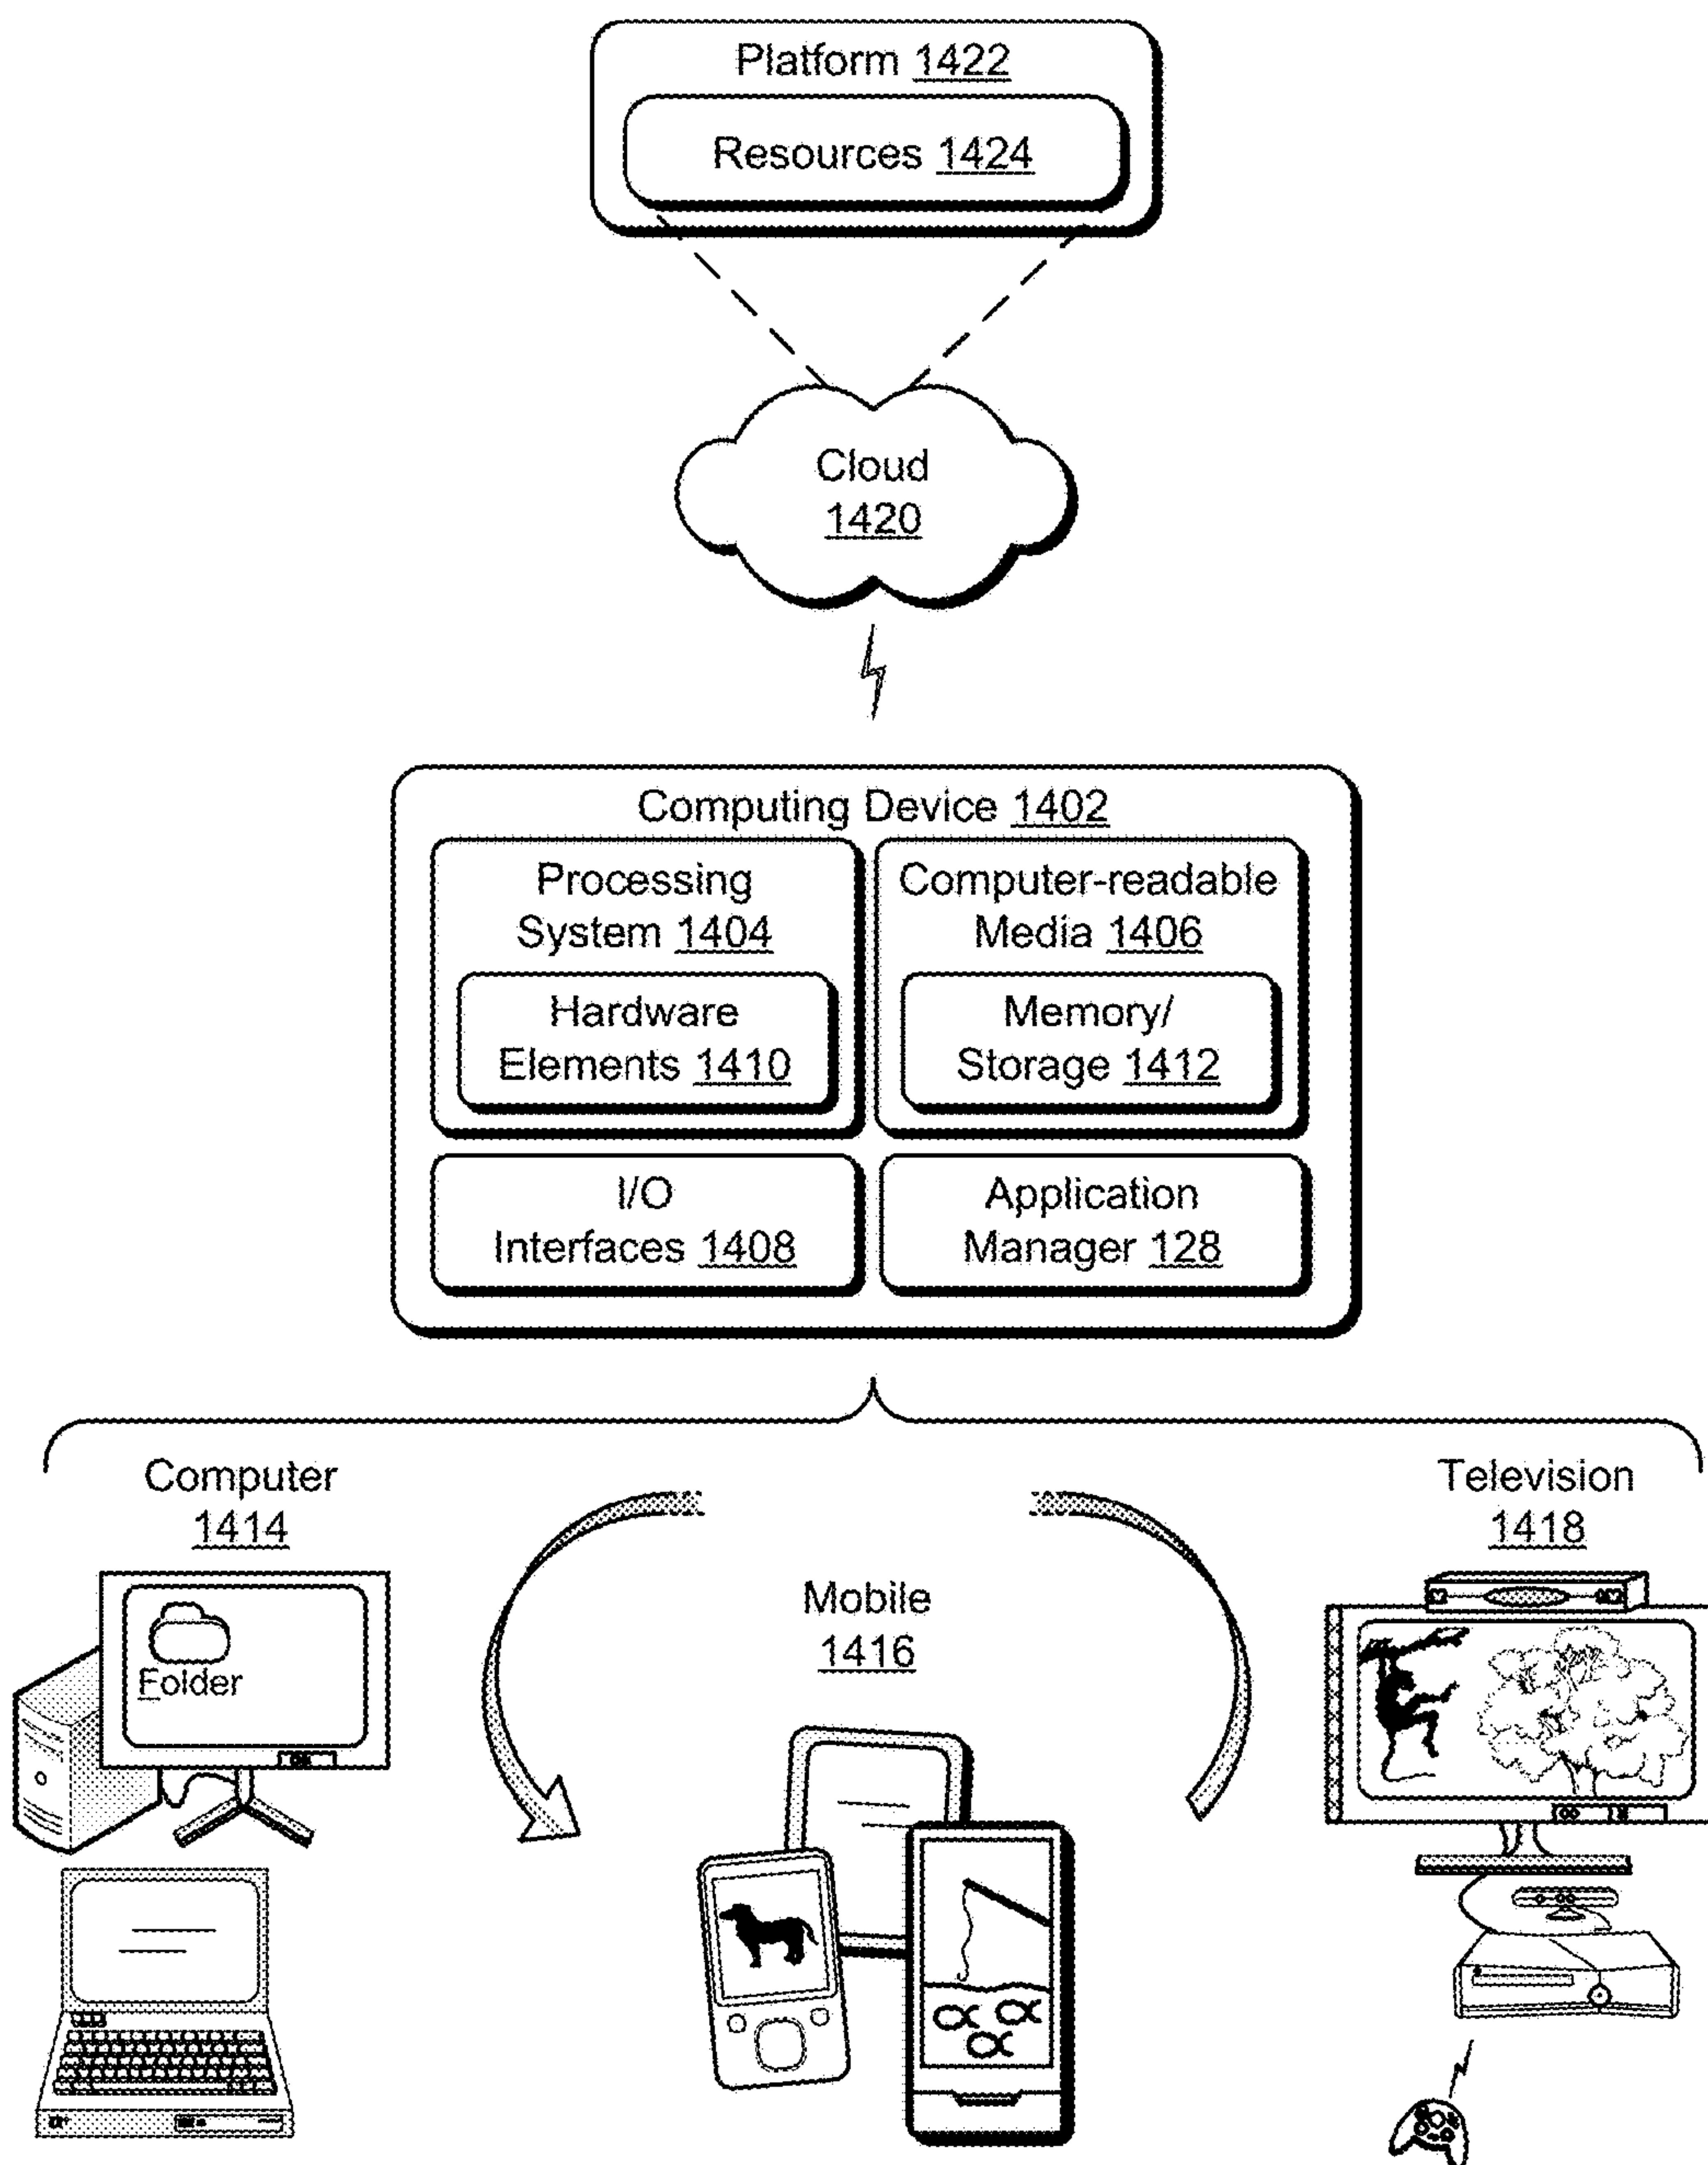 Platform 1422
Resources 1424
Cloud
1420
Computing Device 1402
Processing
System 1404
Hardware
Elements 1410
Computer-readable
Media 1406
Memory/
Storage 1412
I/O
Interfaces 1408
Application
Manager 128
Computer
1414
Folder
Mobile
1416
Television
1418